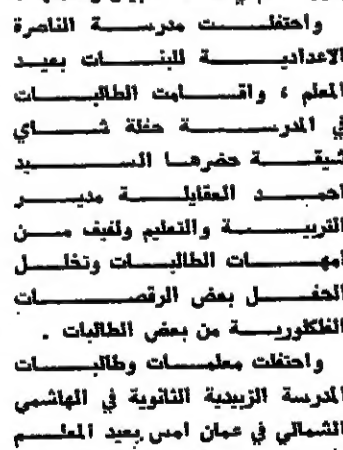 واحتفلت مدرسة الناصرة
الاعدادية للبنات بعيد
المعلم ، واقامت الطالبات
في المدرسة حفلة شاي
شيقة حضرها السيد
احمد العقايلة مدير
التربية والتعليم ولفيف من
امهات الطالبات وتخلل
الحفل بعض الرقصات
الفلكلورية من بعض الطالبات .
واحتفلت معلمات وطالبات
المدرسة الزبيدية الثانوية في الهاشمي
الشمالي في عمان امس بعيد المعلم